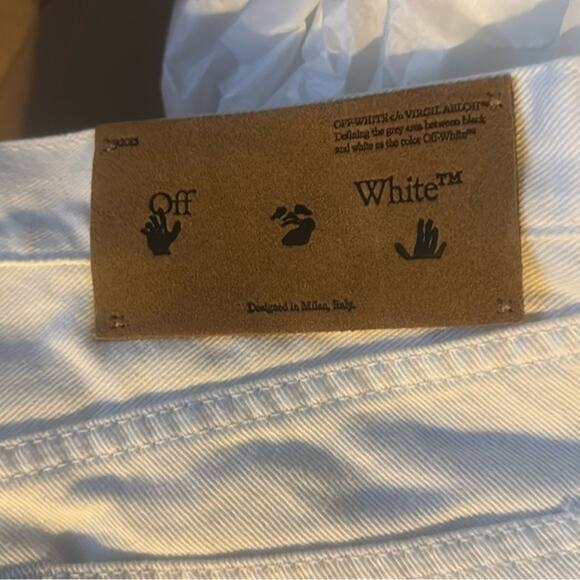 ©2013
OFF-WHITE c/o VIRGIL ABLOH™
Defining the grey area between black
and white as the color Off-White™
Off
White™
Designed in Milan, Italy.